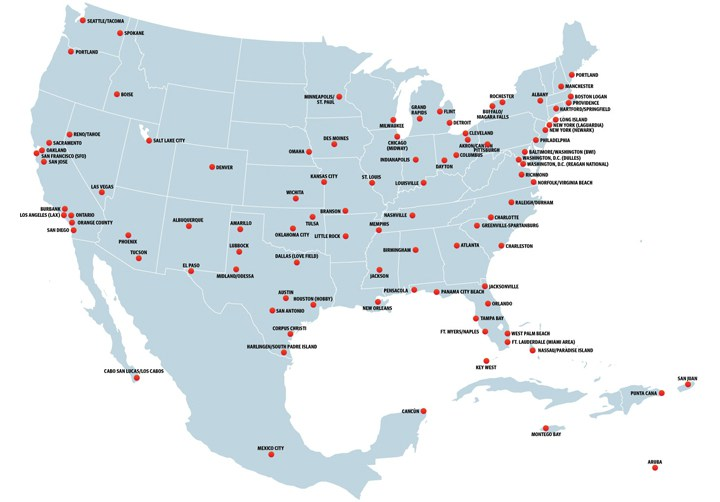 SEATTLE/TACOMA
SPOKANE
PORTLAND
BOISE
RENO/TAHOE
SACRAMENTO
OAKLAND
SAN FRANCISCO (SFO)
SAN JOSE
SALT LAKE CITY
DENVER
LAS VEGAS
BURBANK
LOS ANGELES (LAX)
ONTARIO
ORANGE COUNTY
SAN DIEGO
PHOENIX
TUCSON
ALBUQUERQUE
EL PASO
AMARILLO
LUBBOCK
MIDLAND/ODESSA
MINNEAPOLIS/
ST. PAUL
DES MOINES
OMAHA
KANSAS CITY
WICHITA
ST. LOUIS
BRANSON
TULSA
OKLAHOMA CITY
LITTLE ROCK
DALLAS (LOVE FIELD)
AUSTIN
HOUSTON (HOBBY)
SAN ANTONIO
CORPUS CHRISTI
HARLINGEN/SOUTH PADRE ISLAND
MILWAUKEE
CHICAGO
(MIDWAY)
GRAND
RAPIDS
FLINT
DETROIT
INDIANAPOLIS
DAYTON
COLUMBUS
CLEVELAND
AKRON/CANTON
PITTSBURGH
LOUISVILLE
NASHVILLE
MEMPHIS
BIRMINGHAM
JACKSON
NEW ORLEANS
PENSACOLA
PANAMA CITY BEACH
ATLANTA
ROCHESTER
BUFFALO/
NIAGARA FALLS
ALBANY
PORTLAND
MANCHESTER
BOSTON LOGAN
PROVIDENCE
HARTFORD/SPRINGFIELD
LONG ISLAND
NEW YORK (LAGUARDIA)
NEW YORK (NEWARK)
PHILADELPHIA
BALTIMORE/WASHINGTON (BWI)
WASHINGTON, D.C. (DULLES)
WASHINGTON, D.C. (REAGAN NATIONAL)
RICHMOND
NORFOLK/VIRGINIA BEACH
RALEIGH/DURHAM
CHARLOTTE
GREENVILLE-SPARTANBURG
CHARLESTON
JACKSONVILLE
ORLANDO
TAMPA BAY
FT. MYERS/NAPLES
WEST PALM BEACH
FT. LAUDERDALE (MIAMI AREA)
NASSAU/PARADISE ISLAND
KEY WEST
CABO SAN LUCAS/LOS CABOS
MEXICO CITY
CANCÚN
MONTEGO BAY
PUNTA CANA
SAN JUAN
ARUBA